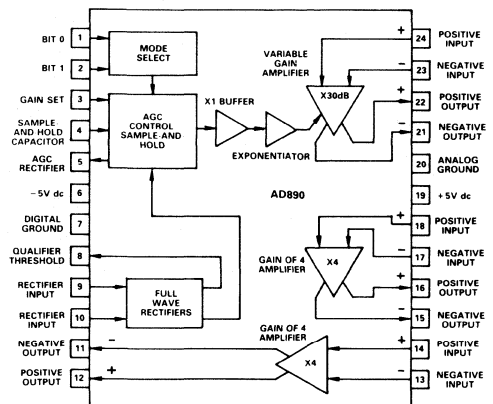 BIT 0 1
BIT 1 2
GAIN SET 3
SAMPLE-
AND HOLD
CAPACITOR 4
AGC
RECTIFIER 5
-5V dc 6
DIGITAL
GROUND 7
QUALIFIER
THRESHOLD 8
RECTIFIER
INPUT 9
RECTIFIER
INPUT 10
NEGATIVE
OUTPUT 11
POSITIVE
OUTPUT 12
MODE
SELECT
AGC
CONTROL
SAMPLE-AND
HOLD
X1 BUFFER
EXPONENTIATOR
VARIABLE
GAIN
AMPLIFIER
X30dB
AD890
GAIN OF 4
AMPLIFIER
X4
FULL
WAVE
RECTIFIERS
GAIN OF 4
AMPLIFIER
X4
-
+
+ 24 POSITIVE
INPUT
- 23 NEGATIVE
INPUT
+ 22 POSITIVE
OUTPUT
- 21 NEGATIVE
OUTPUT
20 ANALOG
GROUND
19 +5V dc
+ 18 POSITIVE
INPUT
- 17 NEGATIVE
INPUT
+ 16 POSITIVE
OUTPUT
- 15 NEGATIVE
OUTPUT
+ 14 POSITIVE
INPUT
- 13 NEGATIVE
INPUT